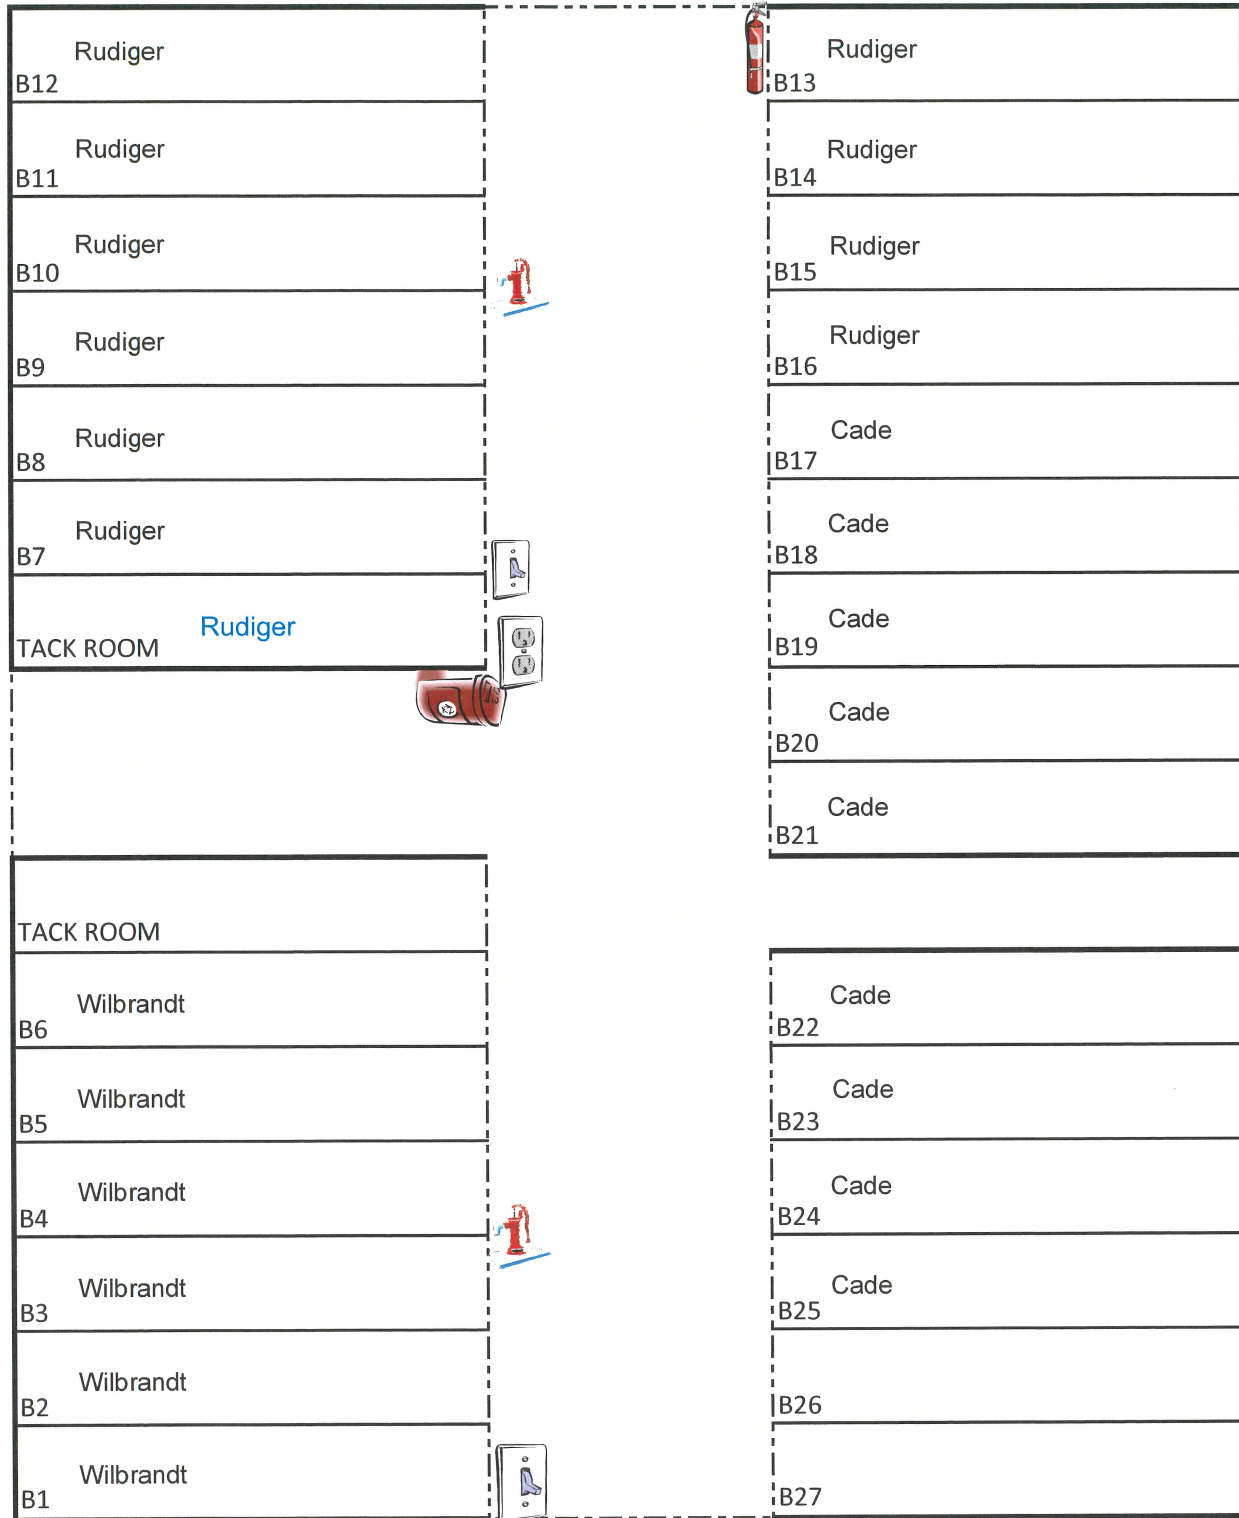 Rudiger
B12
Rudiger
B11
Rudiger
B10
Rudiger
B9
Rudiger
B8
Rudiger
B7
Rudiger
TACK ROOM
TACK ROOM
Wilbrandt
B6
Wilbrandt
B5
Wilbrandt
B4
Wilbrandt
B3
Wilbrandt
B2
Wilbrandt
B1
Rudiger
B13
Rudiger
B14
Rudiger
B15
Rudiger
B16
Cade
B17
Cade
B18
Cade
B19
Cade
B20
Cade
B21
Cade
B22
Cade
B23
Cade
B24
Cade
B25
B26
B27